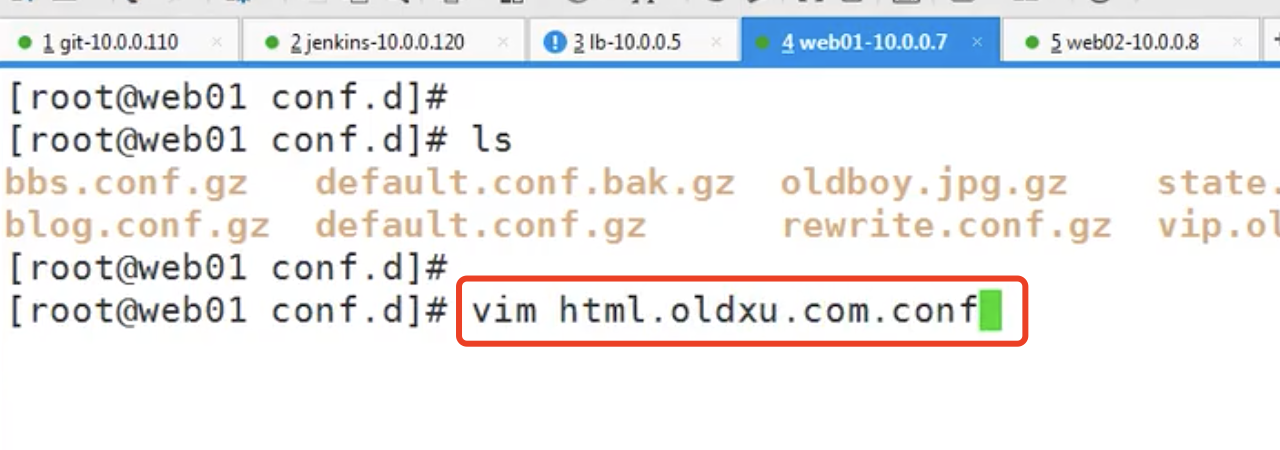 1 git-10.0.0.110 × 2 jenkins-10.0.0.120 × 3 lb-10.0.0.5 × 4 web01-10.0.0.7 × 5 web02-10.0.0.8 ×
[root@web01 conf.d]#
[root@web01 conf.d]# ls
bbs.conf.gz default.conf.bak.gz oldboy.jpg.gz state.
blog.conf.gz default.conf.gz rewrite.conf.gz vip.ol
[root@web01 conf.d]#
[root@web01 conf.d]# vim html.oldxu.com.conf